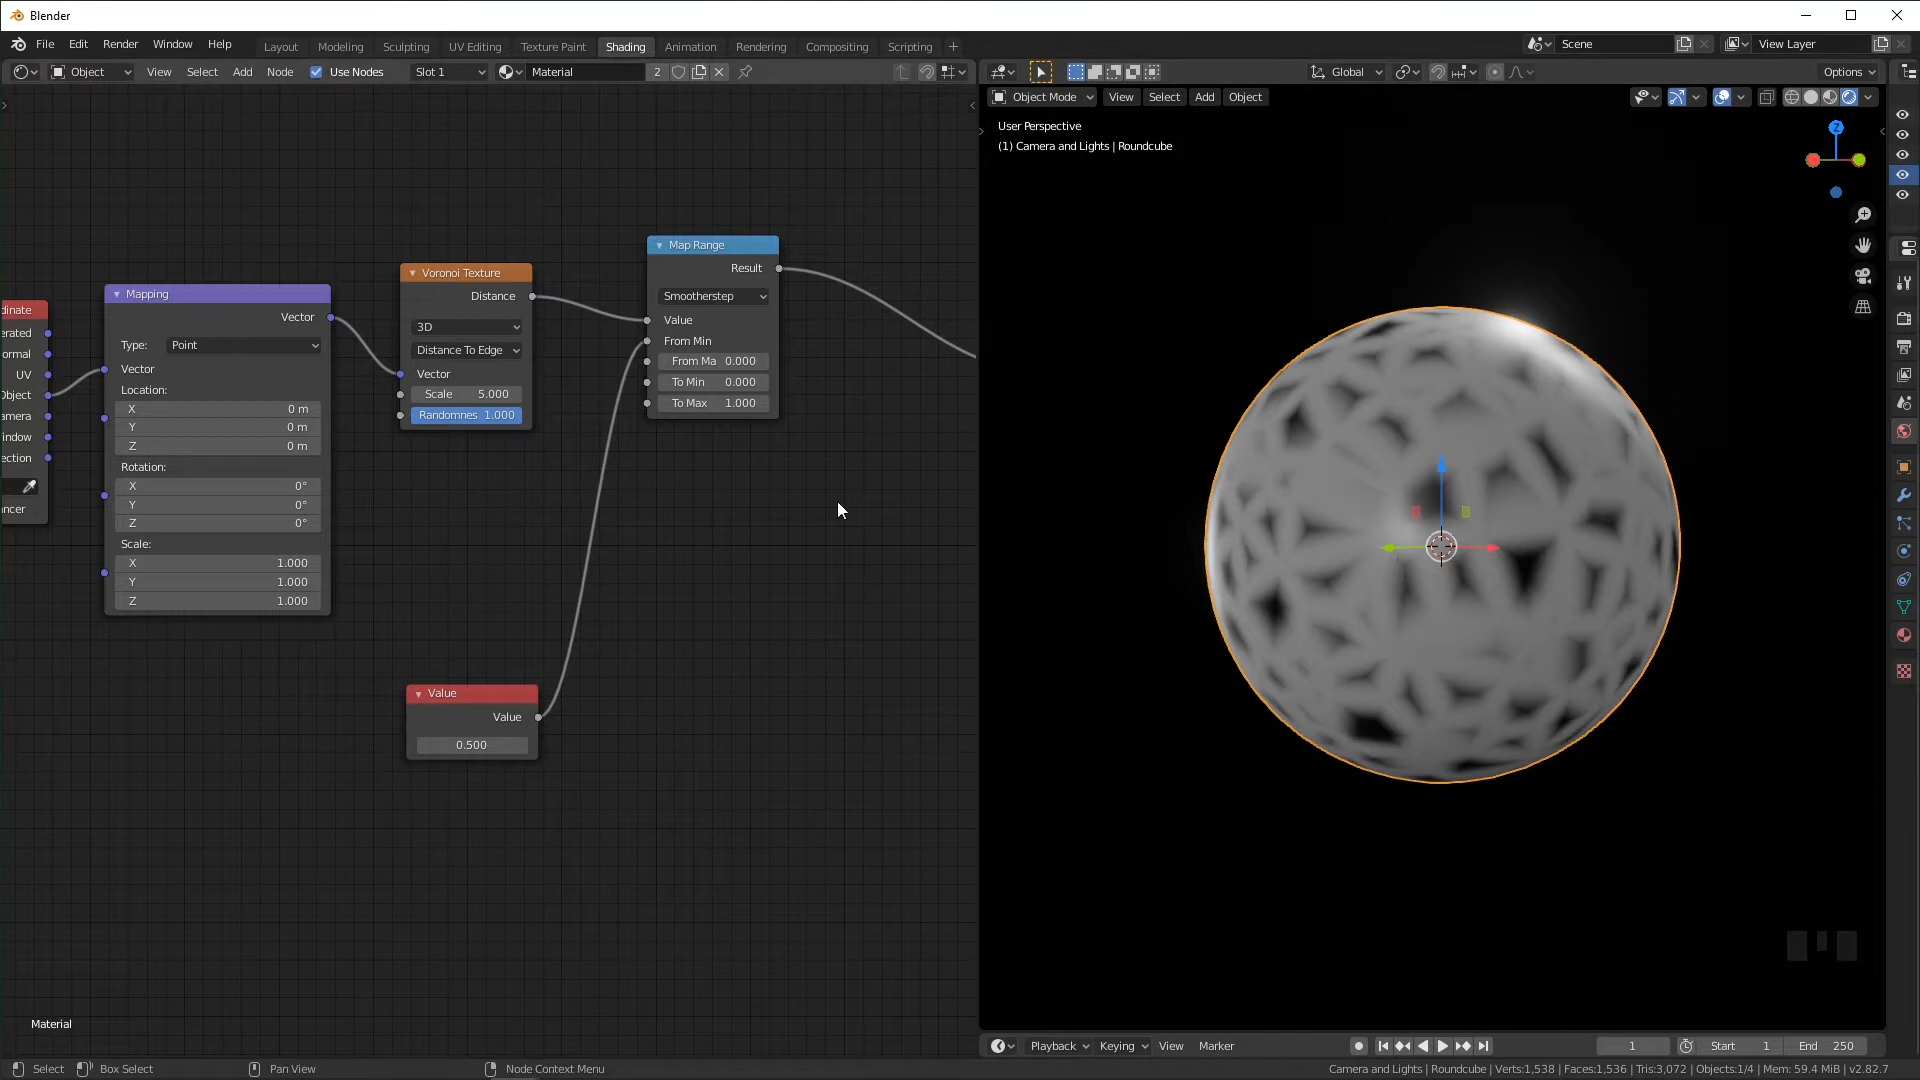 Blender
File Edit Render Window Help Layout Modeling Sculpting UV Editing Texture Paint Shading Animation Rendering Compositing Scripting + Scene View Layer
Object View Select Add Node Use Nodes Slot 1 Material 2 Global Options
Object Mode View Select Add Object
User Perspective
(1) Camera and Lights | Roundcube
Z
Map Range
Result
Smootherstep
Value
From Min
From Ma 0.000
To Min 0.000
To Max 1.000
Voronoi Texture
Distance
3D
Distance To Edge
Vector
Scale 5.000
Randomnes 1.000
Mapping
Vector
Type: Point
Vector
Location:
X 0 m
Y 0 m
Z 0 m
Rotation:
X 0°
Y 0°
Z 0°
Scale:
X 1.000
Y 1.000
Z 1.000
dinate
erated
ormal
UV
Object
amera
indow
ection
ncer
Value
Value
0.500
Material
Playback Keying View Marker 1 Start 1 End 250
Select Box Select Pan View Node Context Menu Camera and Lights | Roundcube | Verts:1,538 | Faces:1,536 | Tris:3,072 | Objects:1/4 | Mem: 59.4 MiB | v2.82.7